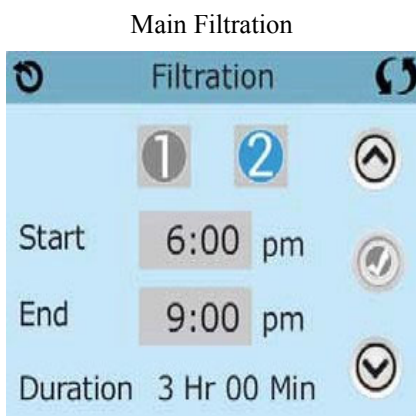 Main Filtration
Filtration
1 2
Start 6:00 pm
End 9:00 pm
Duration 3 Hr 00 Min